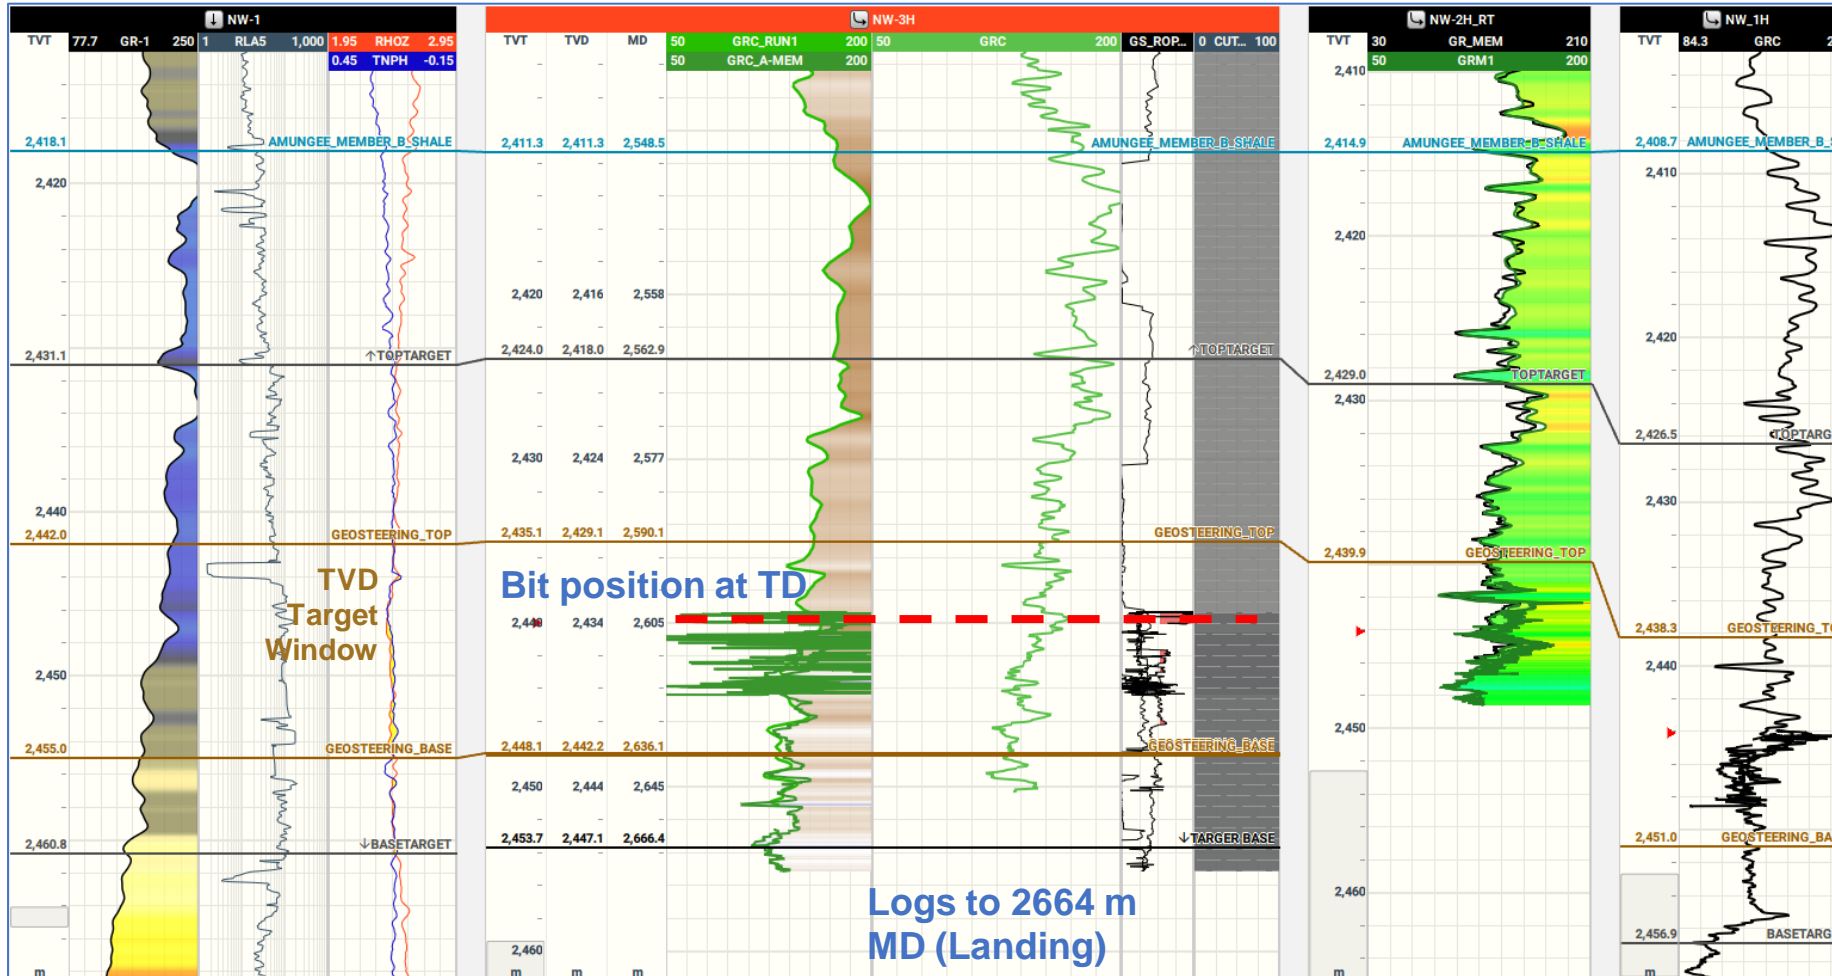 NW-1
NW-3H
NW-2H_RT
NW_1H
TVT 77.7 GR-1 250 1 RLA5 1,000 1.95 RHOZ 2.95
0.45 TNPH -0.15
TVT TVD MD 50 GRC_RUN1 200 50 GRC 200 GS_ROP... 0 CUT... 100
50 GRC_A-MEM 200
TVT 30 GR_MEM 210
50 GRM1 200
TVT 84.3 GRC 2
2,410
2,418.1 AMUNGEE_MEMBER_B_SHALE
2,411.3 2,411.3 2,548.5 AMUNGEE_MEMBER_B_SHALE
2,414.9 AMUNGEE_MEMBER_B_SHALE
2,408.7 AMUNGEE_MEMBER_B_S
2,410
2,420
2,420
2,420 2,416 2,558
2,420
2,431.1 ↑TOPTARGET
2,424.0 2,418.0 2,562.9 ↑TOPTARGET
2,429.0 TOPTARGET
2,430
2,426.5 TOPTARG
2,430 2,424 2,577
2,430
2,440
2,442.0 GEOSTEERING_TOP
2,435.1 2,429.1 2,590.1 GEOSTEERING_TOP
2,439.9 GEOSTEERING_TOP
TVD
Target
Window
Bit position at TD
2,440 2,434 2,605
2,438.3 GEOSTEERING_TO
2,440
2,450
2,455.0 GEOSTEERING_BASE
2,448.1 2,442.2 2,636.1 GEOSTEERING_BASE
2,450
2,450 2,444 2,645
2,460.8 ↓BASETARGET
2,453.7 2,447.1 2,666.4 ↓TARGER BASE
2,451.0 GEOSTEERING_BA
2,460
Logs to 2664 m
MD (Landing)
2,456.9 BASETARG
2,460
m
m m m
m
m